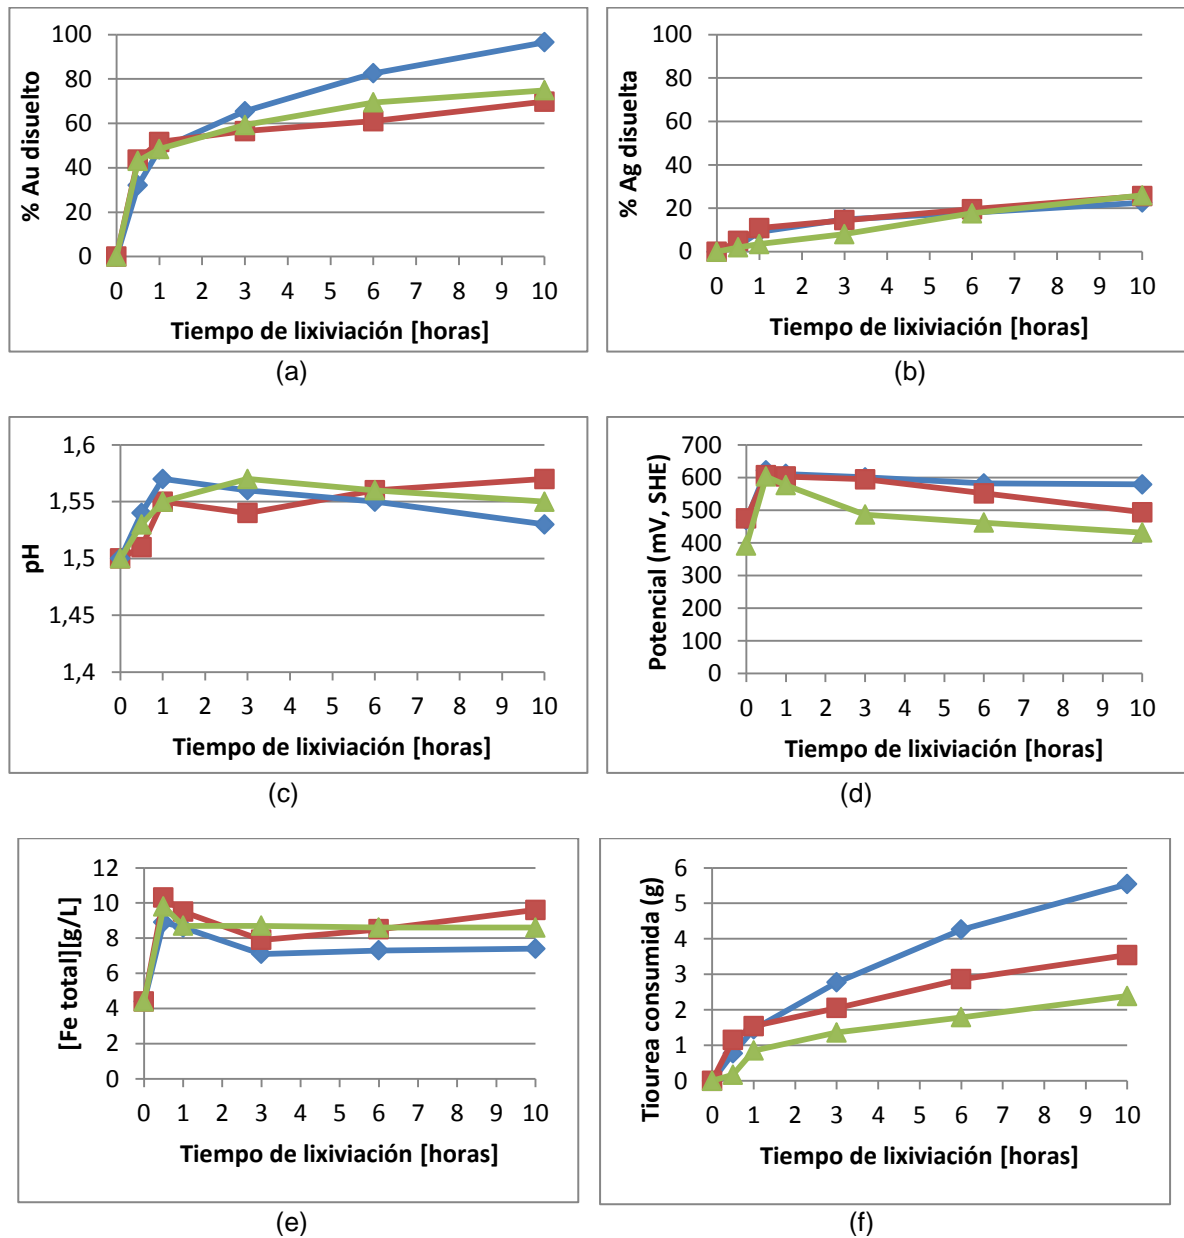 100
80
60
40
20
0
% Au disuelto
0 1 2 3 4 5 6 7 8 9 10
Tiempo de lixiviación [horas]
(a)
100
80
60
40
20
0
% Ag disuelta
0 1 2 3 4 5 6 7 8 9 10
Tiempo de lixiviación [horas]
(b)
1,6
1,55
1,5
1,45
1,4
pH
0 1 2 3 4 5 6 7 8 9 10
Tiempo de lixiviación [horas]
(c)
700
600
500
400
300
200
100
0
Potencial (mV, SHE)
0 1 2 3 4 5 6 7 8 9 10
Tiempo de lixiviación [horas]
(d)
12
10
8
6
4
2
0
[Fe total][g/L]
0 1 2 3 4 5 6 7 8 9 10
Tiempo de lixiviación [horas]
(e)
6
5
4
3
2
1
0
Tiourea consumida (g)
0 1 2 3 4 5 6 7 8 9 10
Tiempo de lixiviación [horas]
(f)